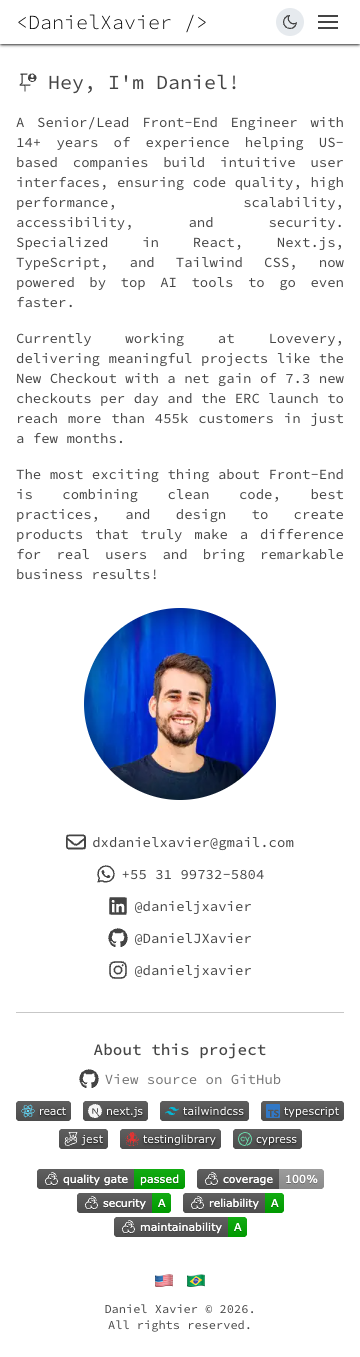 <DanielXavier />
Hey, I'm Daniel!
A Senior/Lead Front-End Engineer with
14+ years of experience helping US-
based companies build intuitive user
interfaces, ensuring code quality, high
performance, scalability,
accessibility, and security.
Specialized in React, Next.js,
TypeScript, and Tailwind CSS, now
powered by top AI tools to go even
faster.
Currently working at Lovevery,
delivering meaningful projects like the
New Checkout with a net gain of 7.3 new
checkouts per day and the ERC launch to
reach more than 455k customers in just
a few months.
The most exciting thing about Front-End
is combining clean code, best
practices, and design to create
products that truly make a difference
for real users and bring remarkable
business results!
dxdanielxavier@gmail.com
+55 31 99732-5804
@danieljxavier
@DanielJXavier
@danieljxavier
About this project
View source on GitHub
react next.js tailwindcss typescript
jest testinglibrary cypress
quality gate passed coverage 100%
security A reliability A
maintainability A
Daniel Xavier © 2026.
All rights reserved.